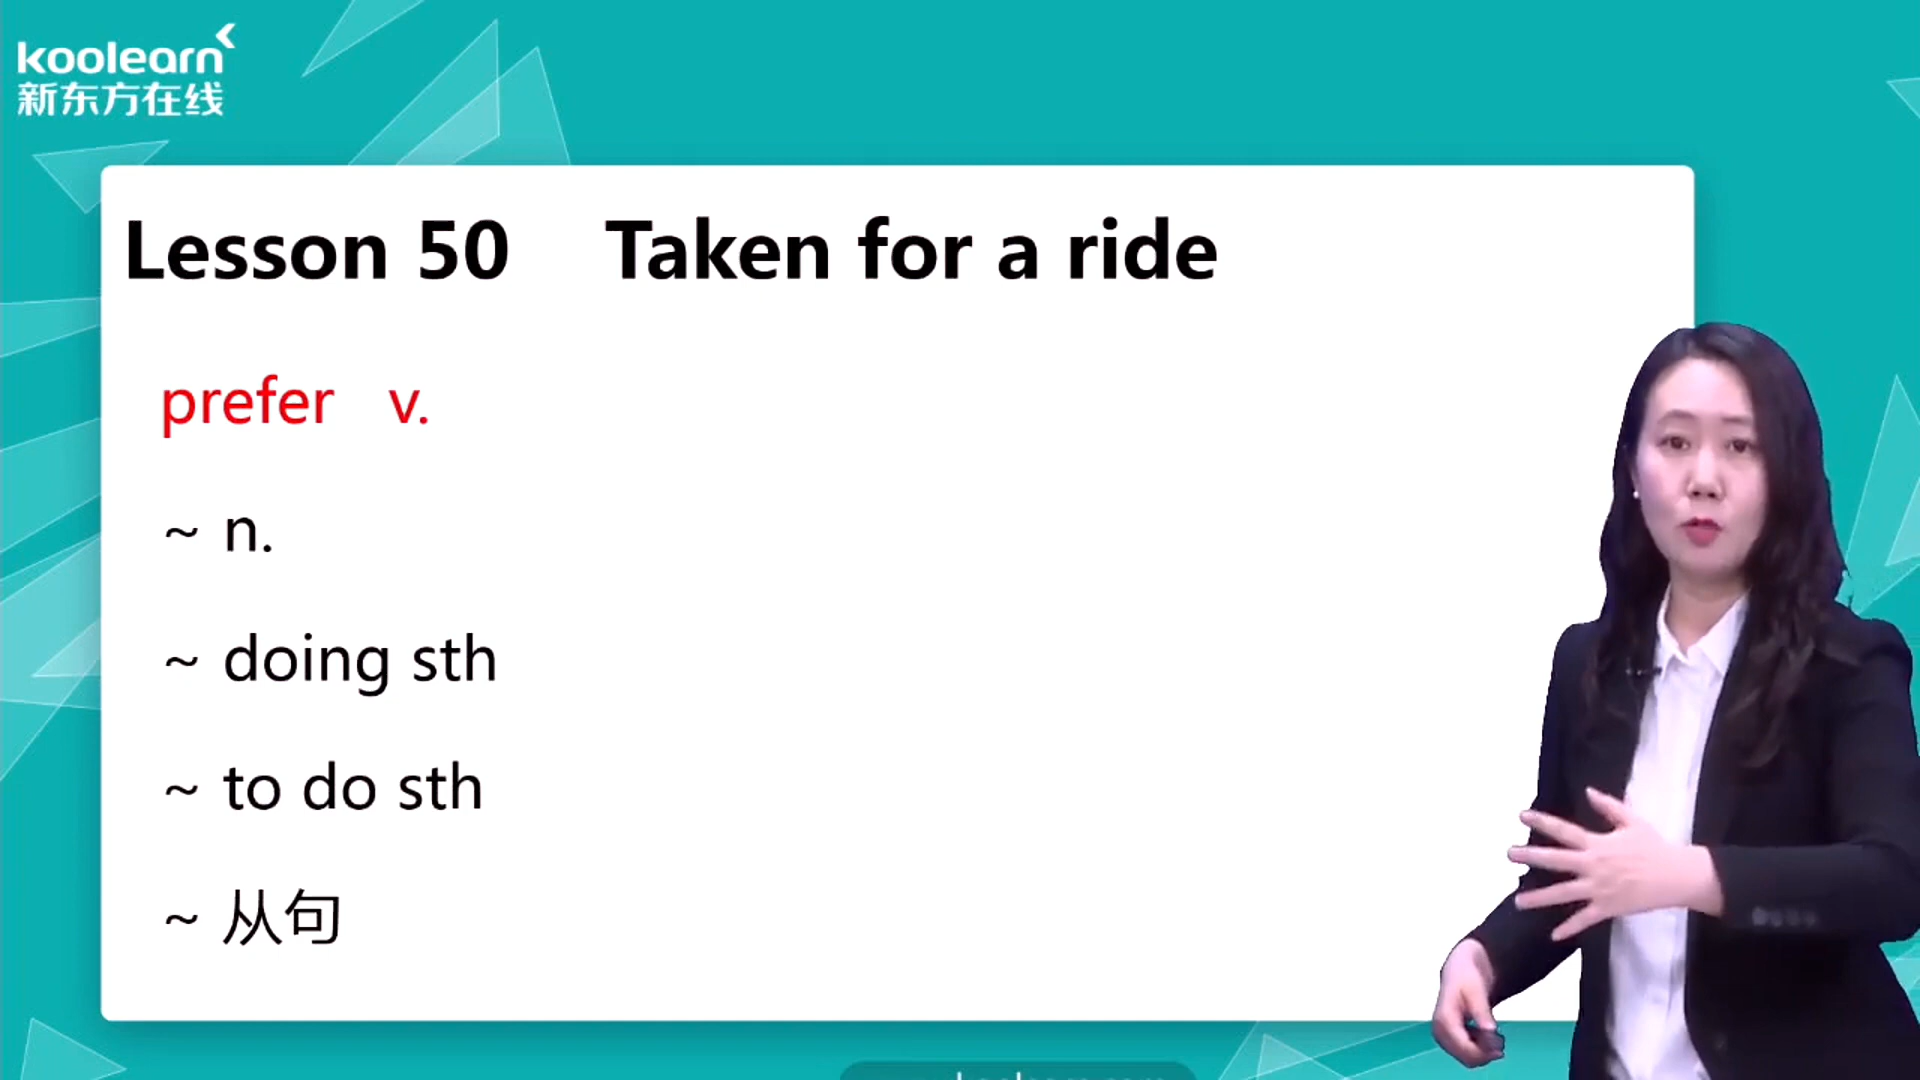 koolearn
新东方在线
Lesson 50 Taken for a ride
prefer v.
~ n.
~ doing sth
~ to do sth
~ 从句